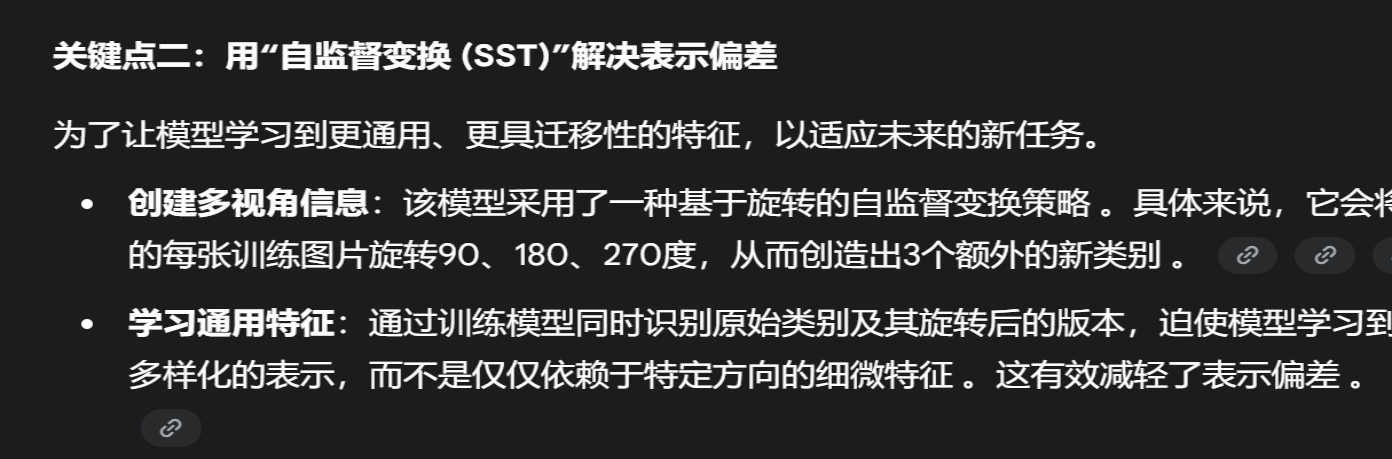 关键点二：用“自监督变换 (SST)”解决表示偏差
为了让模型学习到更通用、更具迁移性的特征，以适应未来的新任务。
• 创建多视角信息：该模型采用了一种基于旋转的自监督变换策略 。具体来说，它会将
的每张训练图片旋转90、180、270度，从而创造出3个额外的新类别 。
• 学习通用特征：通过训练模型同时识别原始类别及其旋转后的版本，迫使模型学习到
多样化的表示，而不是仅仅依赖于特定方向的细微特征 。这有效减轻了表示偏差 。